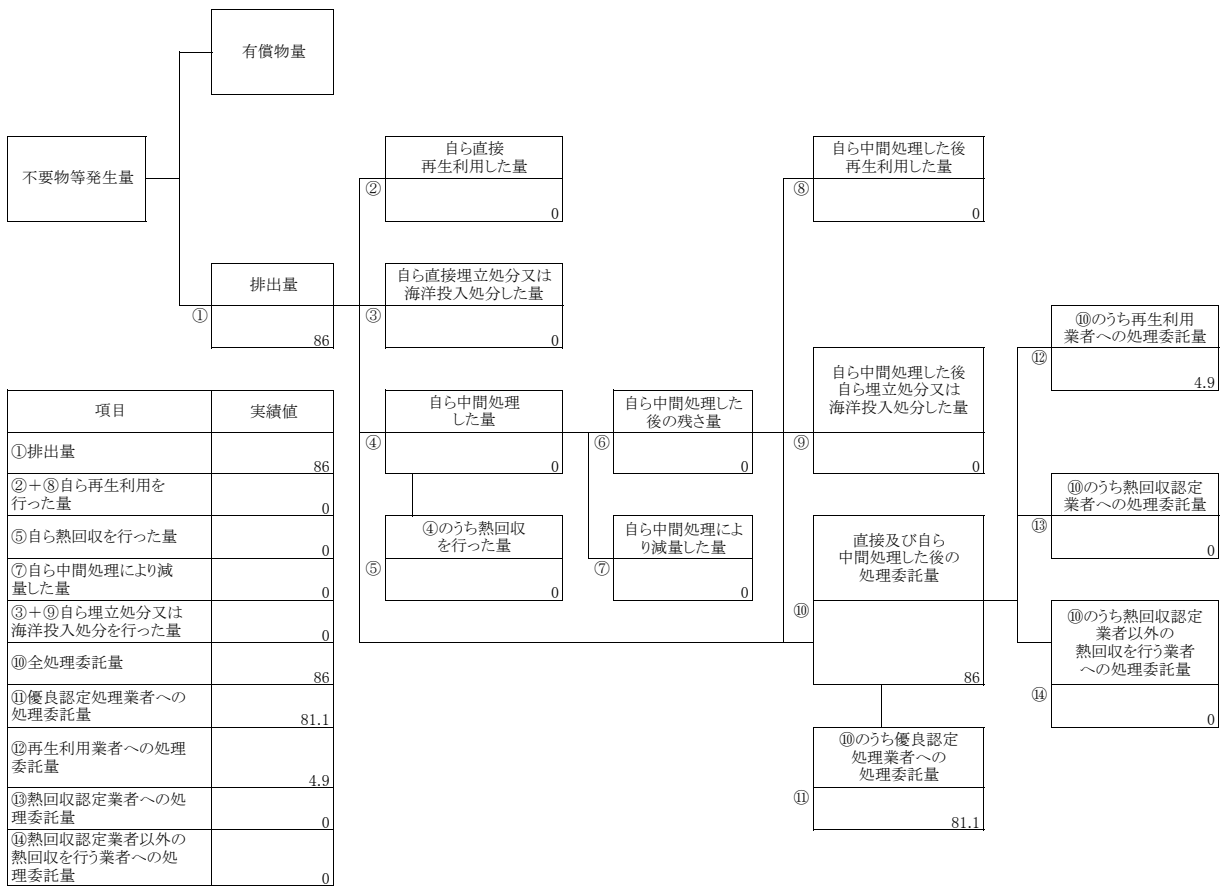 有償物量
不要物等発生量
排出量
①
86
自ら直接
再生利用した量
②
0
自ら直接埋立処分又は
海洋投入処分した量
③
0
自ら中間処理
した量
④
0
④のうち熱回収
を行った量
⑤
0
自ら中間処理した
後の残さ量
⑥
0
自ら中間処理によ
り減量した量
⑦
0
自ら中間処理した後
再生利用した量
⑧
0
自ら中間処理した後
自ら埋立処分又は
海洋投入処分した量
⑨
0
直接及び自ら
中間処理した後の
処理委託量
⑩
86
⑩のうち優良認定
処理業者への
処理委託量
⑪
81.1
⑩のうち再生利用
業者への処理委託量
⑫
4.9
⑩のうち熱回収認定
業者への処理委託量
⑬
0
⑩のうち熱回収認定
業者以外の
熱回収を行う業者
への処理委託量
⑭
0
項目 実績値
①排出量
86
②+⑧自ら再生利用を
行った量
0
⑤自ら熱回収を行った量
0
⑦自ら中間処理により減
量した量
0
③+⑨自ら埋立処分又は
海洋投入処分を行った量
0
⑩全処理委託量
86
⑪優良認定処理業者への
処理委託量
81.1
⑫再生利用業者への処理
委託量
4.9
⑬熱回収認定業者への処
理委託量
0
⑭熱回収認定業者以外の
熱回収を行う業者への処
理委託量
0